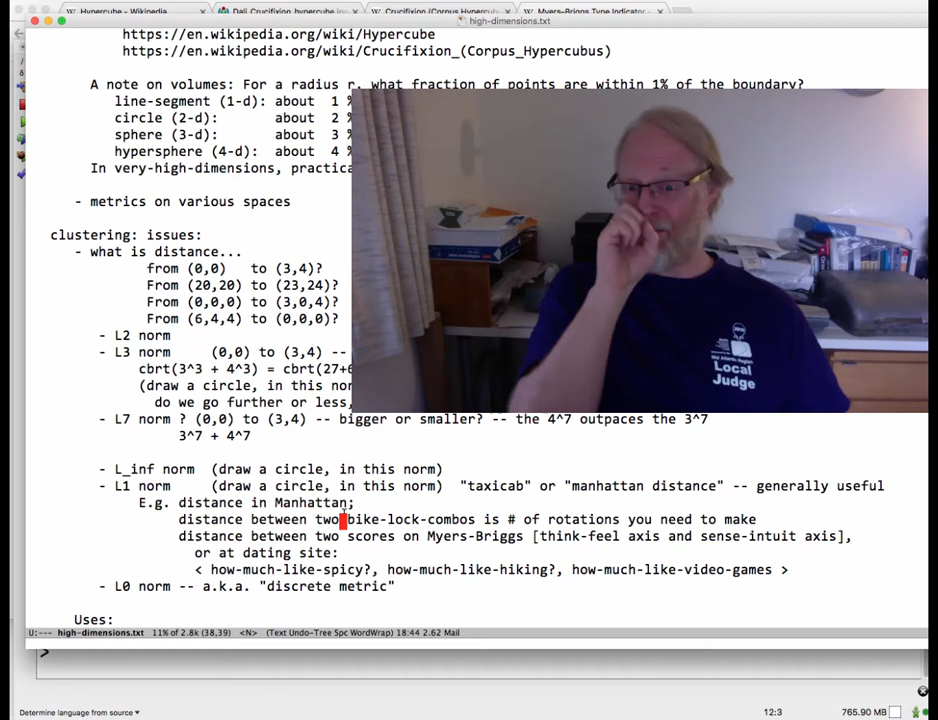 Hypercube - Wikipedia
Dali Crucifixion hypercube.jpe
Crucifixion (Corpus Hypercu
Myers–Briggs Type Indicator -
high-dimensions.txt
https://en.wikipedia.org/wiki/Hypercube
https://en.wikipedia.org/wiki/Crucifixion_(Corpus_Hypercubus)
A note on volumes: For a radius r, what fraction of points are within 1% of the boundary?
line-segment (1-d): about 1 %
circle (2-d): about 2 %
sphere (3-d): about 3 %
hypersphere (4-d): about 4 %
In very-high-dimensions, practica
- metrics on various spaces
clustering: issues:
- what is distance...
from (0,0) to (3,4)?
From (20,20) to (23,24)?
From (0,0,0) to (3,0,4)?
From (6,4,4) to (0,0,0)?
- L2 norm
- L3 norm (0,0) to (3,4) --
cbrt(3^3 + 4^3) = cbrt(27+6
(draw a circle, in this nor
do we go further or less,
- L7 norm ? (0,0) to (3,4) -- bigger or smaller? -- the 4^7 outpaces the 3^7
3^7 + 4^7
- L_inf norm (draw a circle, in this norm)
- L1 norm (draw a circle, in this norm) "taxicab" or "manhattan distance" -- generally useful
E.g. distance in Manhattan;
distance between two bike-lock-combos is # of rotations you need to make
distance between two scores on Myers-Briggs [think-feel axis and sense-intuit axis],
or at dating site:
< how-much-like-spicy?, how-much-like-hiking?, how-much-like-video-games >
- L0 norm -- a.k.a. "discrete metric"
Uses:
U:--- high-dimensions.txt 11% of 2.8k (38,39) <N> (Text Undo-Tree Spc WordWrap) 18:44 2.62 Mail
>
Determine language from source
12:3
765.90 MB
Mid Atlantic Region
Local
Judge